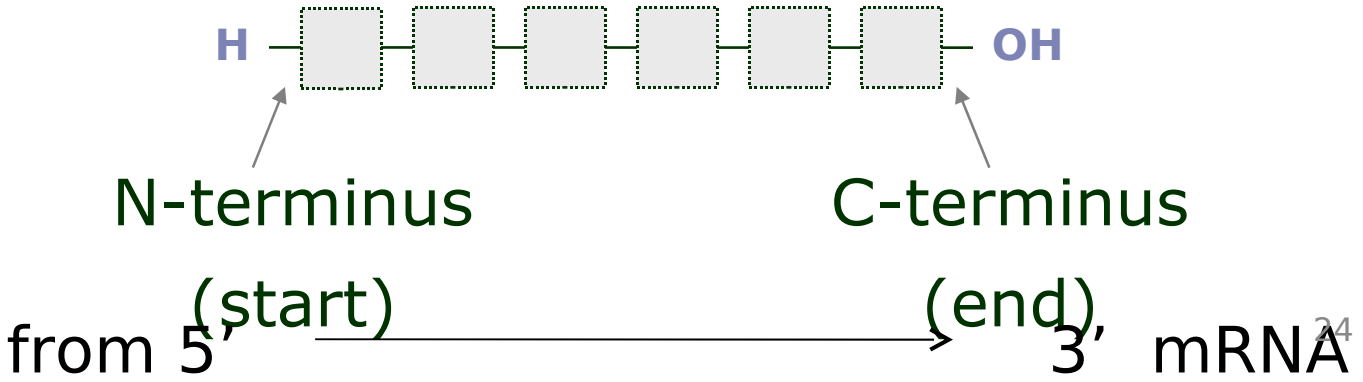 H OH
N-terminus C-terminus
(start) (end)
from 5’ 3’ mRNA
24